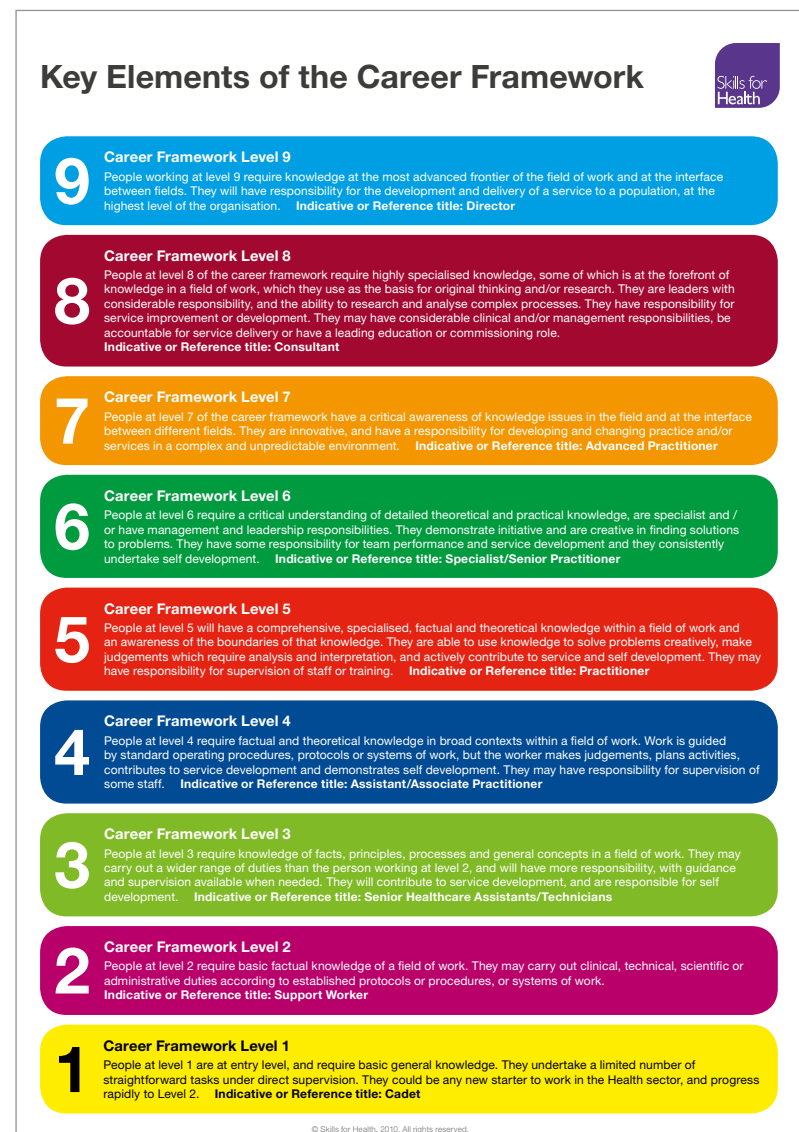 Key Elements of the Career Framework
Skills for
Health
9
Career Framework Level 9
People working at level 9 require knowledge at the most advanced frontier of the field of work and at the interface
between fields. They will have responsibility for the development and delivery of a service to a population, at the
highest level of the organisation. Indicative or Reference title: Director
8
Career Framework Level 8
People at level 8 of the career framework require highly specialised knowledge, some of which is at the forefront of
knowledge in a field of work, which they use as the basis for original thinking and/or research. They are leaders with
considerable responsibility, and the ability to research and analyse complex processes. They have responsibility for
service improvement or development. They may have considerable clinical and/or management responsibilities, be
accountable for service delivery or have a leading education or commissioning role.
Indicative or Reference title: Consultant
7
Career Framework Level 7
People at level 7 of the career framework have a critical awareness of knowledge issues in the field and at the interface
between different fields. They are innovative, and have a responsibility for developing and changing practice and/or
services in a complex and unpredictable environment. Indicative or Reference title: Advanced Practitioner
6
Career Framework Level 6
People at level 6 require a critical understanding of detailed theoretical and practical knowledge, are specialist and /
or have management and leadership responsibilities. They demonstrate initiative and are creative in finding solutions
to problems. They have some responsibility for team performance and service development and they consistently
undertake self development. Indicative or Reference title: Specialist/Senior Practitioner
5
Career Framework Level 5
People at level 5 will have a comprehensive, specialised, factual and theoretical knowledge within a field of work and
an awareness of the boundaries of that knowledge. They are able to use knowledge to solve problems creatively, make
judgements which require analysis and interpretation, and actively contribute to service and self development. They may
have responsibility for supervision of staff or training. Indicative or Reference title: Practitioner
4
Career Framework Level 4
People at level 4 require factual and theoretical knowledge in broad contexts within a field of work. Work is guided
by standard operating procedures, protocols or systems of work, but the worker makes judgements, plans activities,
contributes to service development and demonstrates self development. They may have responsibility for supervision of
some staff. Indicative or Reference title: Assistant/Associate Practitioner
3
Career Framework Level 3
People at level 3 require knowledge of facts, principles, processes and general concepts in a field of work. They may
carry out a wider range of duties than the person working at level 2, and will have more responsibility, with guidance
and supervision available when needed. They will contribute to service development, and are responsible for self
development. Indicative or Reference title: Senior Healthcare Assistants/Technicians
2
Career Framework Level 2
People at level 2 require basic factual knowledge of a field of work. They may carry out clinical, technical, scientific or
administrative duties according to established protocols or procedures, or systems of work.
Indicative or Reference title: Support Worker
1
Career Framework Level 1
People at level 1 are at entry level, and require basic general knowledge. They undertake a limited number of
straightforward tasks under direct supervision. They could be any new starter to work in the Health sector, and progress
rapidly to Level 2. Indicative or Reference title: Cadet
© Skills for Health. 2010. All rights reserved.